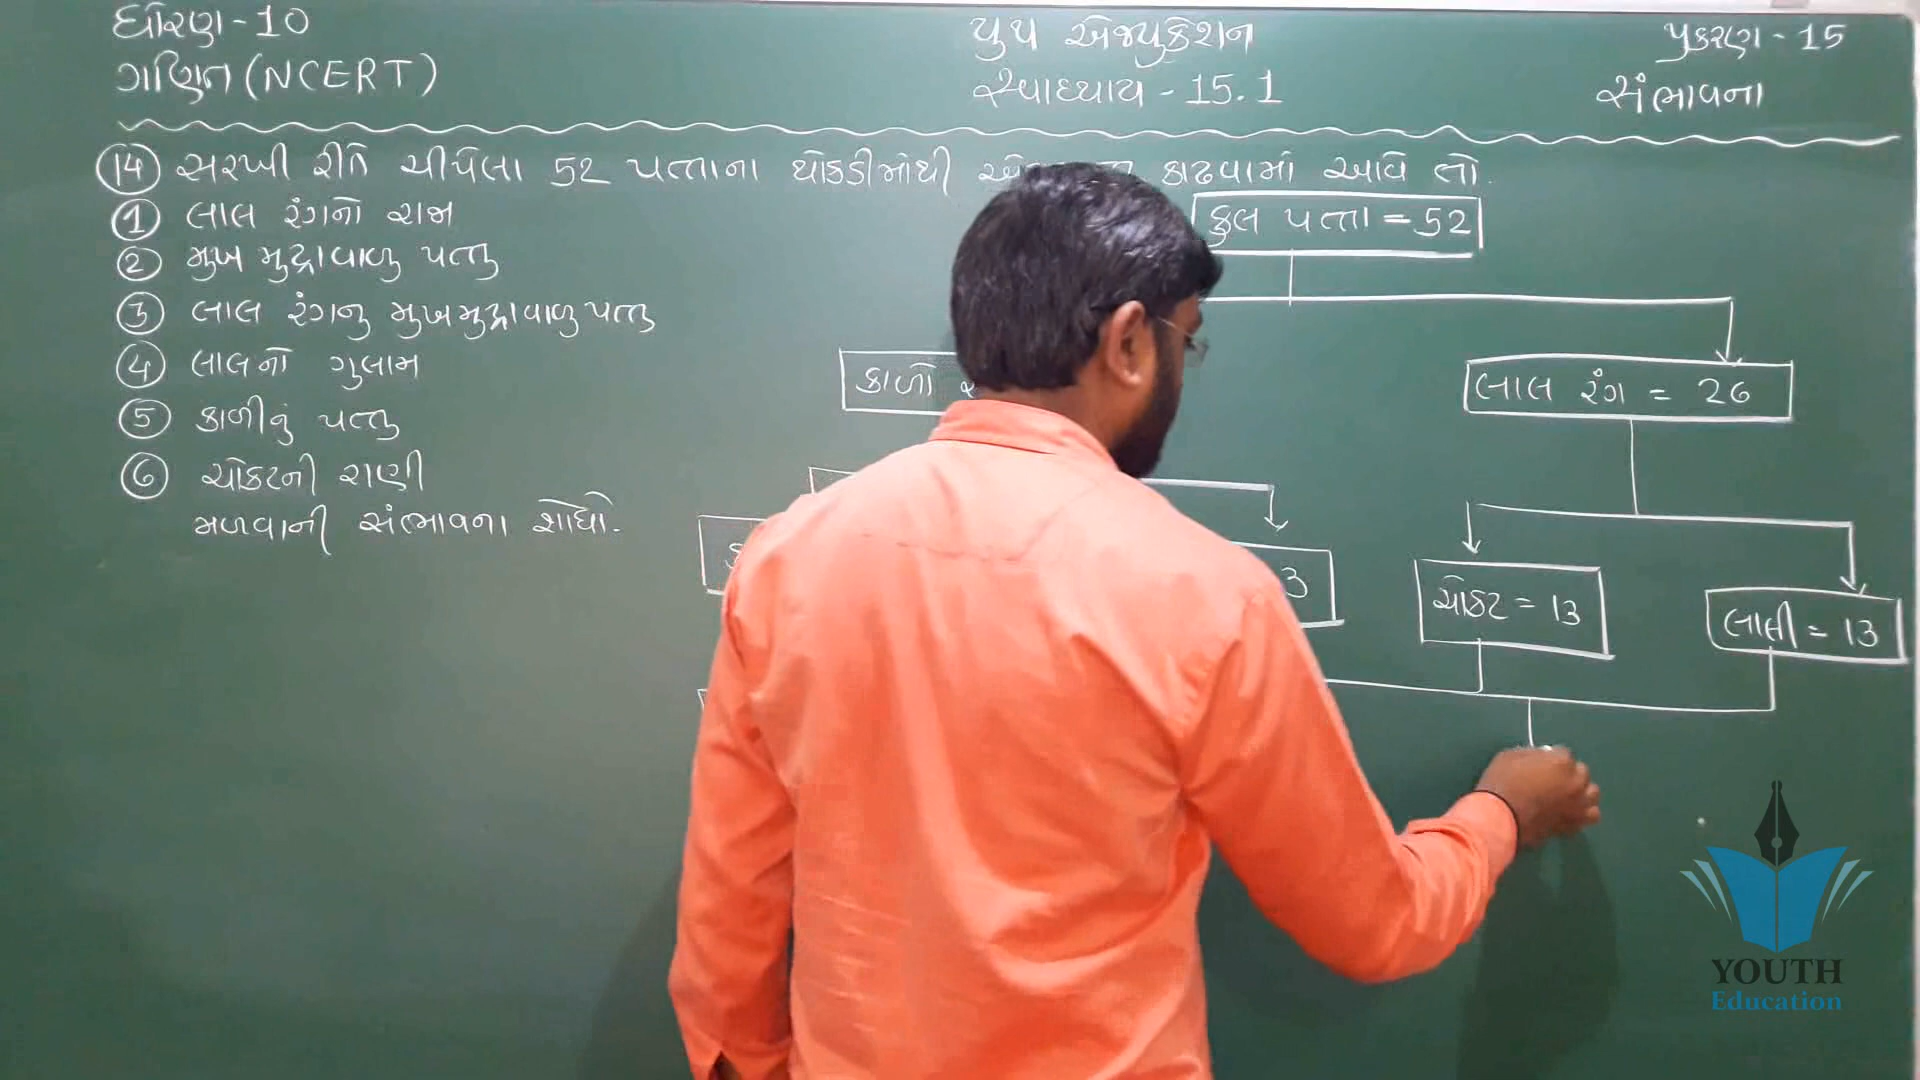 ધોરણ - 10
ગણિત (NCERT)
યુથ એજ્યુકેશન
સ્વાધ્યાય - 15.1
પ્રકરણ - 15
સંભાવના
14 સરખી રીતે ચીપેલા 52 પત્તાના થોકડીમાંથી કાઢવામાં આવે તો.
1 લાલ રંગનો રાજા
2 મુખ મુદ્રાવાળુ પત્તુ
3 લાલ રંગનુ મુખમુદ્રાવાળુ પત્તુ
4 લાલનો ગુલામ
5 કાળીનું પત્તુ
6 ચોકટની રાણી
મળવાની સંભાવના શોધો.
કુલ પત્તા = 52
કાળો
લાલ રંગ = 26
3
ચોકટ = 13
લાલ = 13
YOUTH
Education